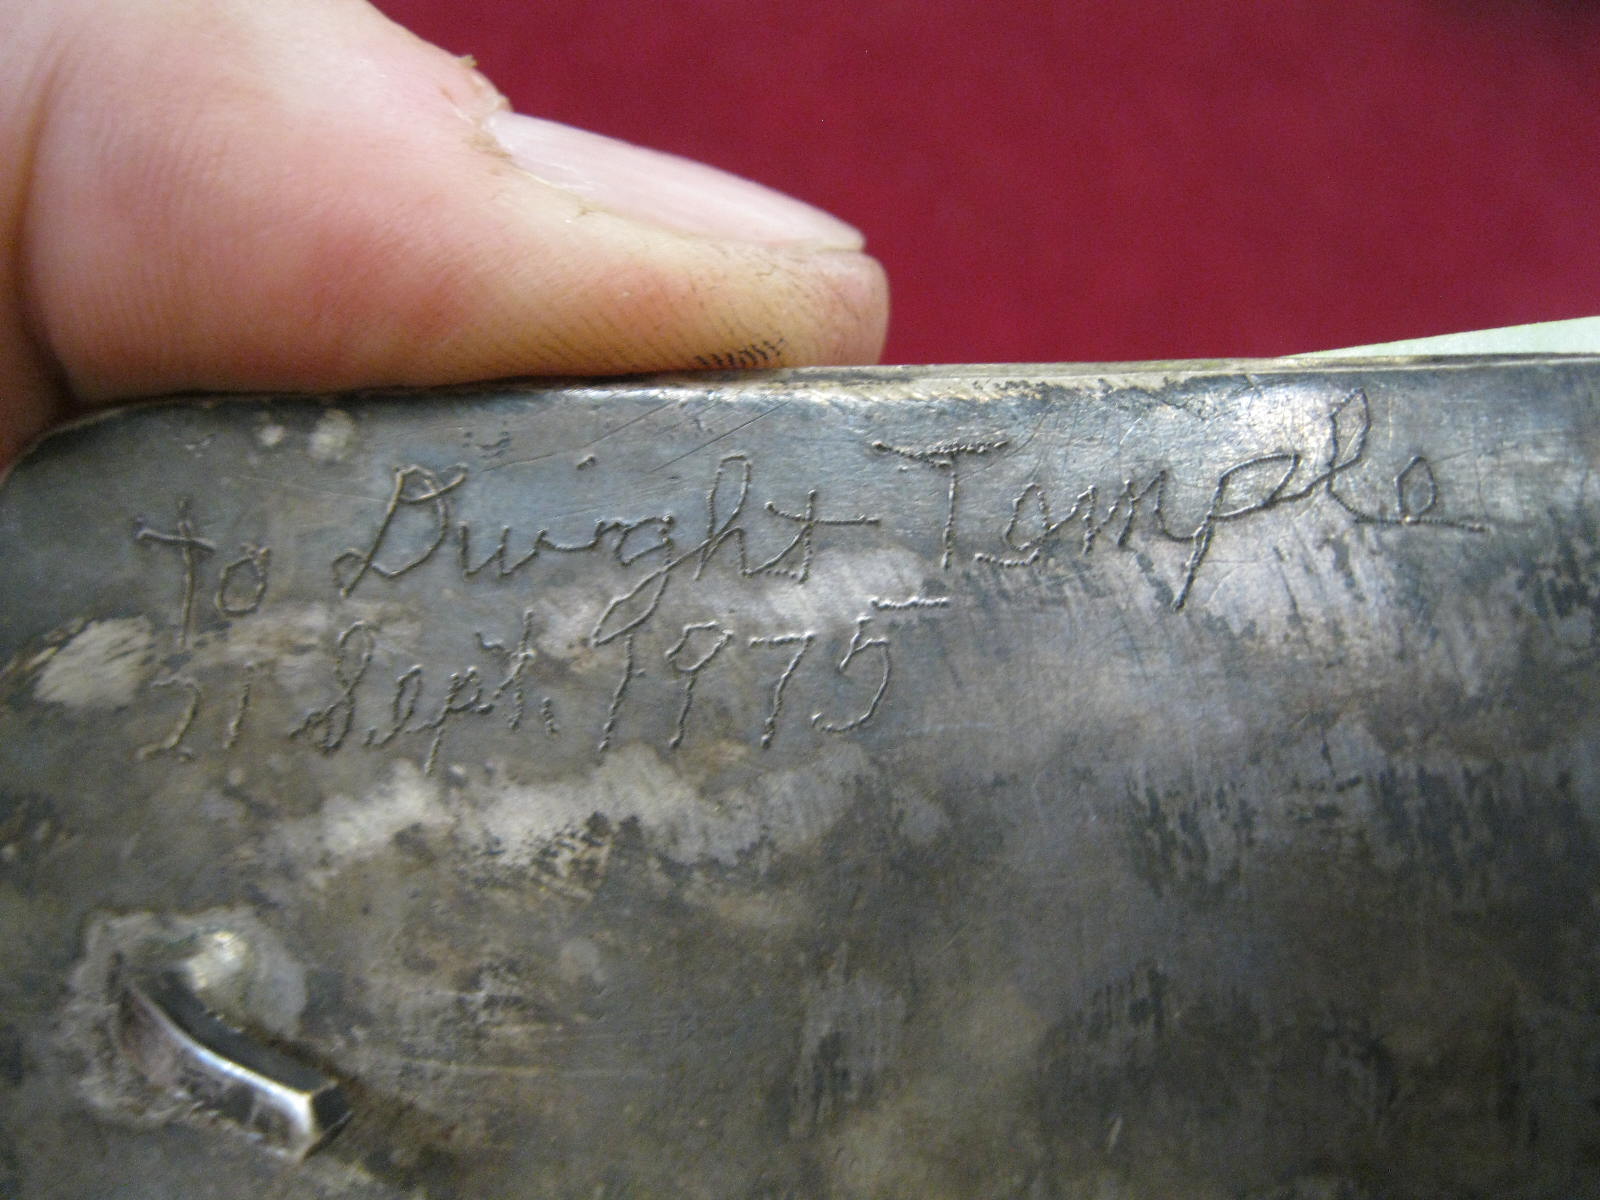 to Dwight Temple
21 Sept. 1975